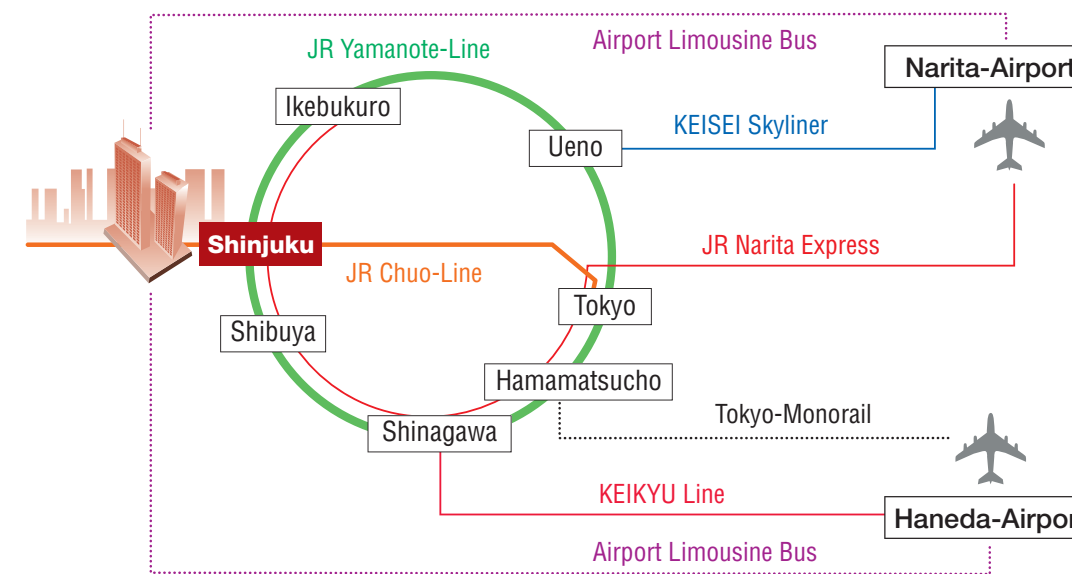 Airport Limousine Bus
JR Yamanote-Line
Narita-Airport
Ikebukuro
KEISEI Skyliner
Ueno
Shinjuku
JR Narita Express
JR Chuo-Line
Tokyo
Shibuya
Hamamatsucho
Tokyo-Monorail
Shinagawa
KEIKYU Line
Haneda-Airpor
Airport Limousine Bus